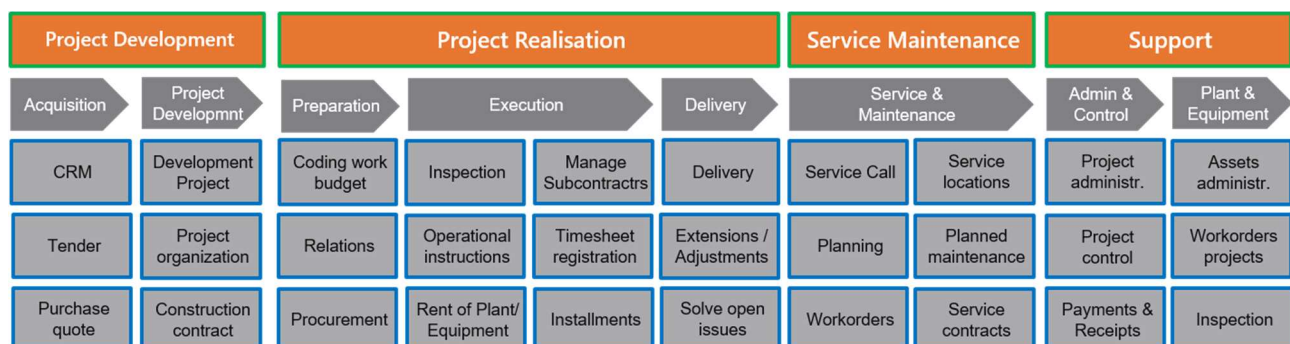 Project Development
Project Realisation
Service Maintenance
Support
Acquisition
Project
Developmnt
Preparation
Execution
Delivery
Service &
Maintenance
Admin &
Control
Plant &
Equipment
CRM
Development
Project
Coding work
budget
Inspection
Manage
Subcontractrs
Delivery
Service Call
Service
locations
Project
administr.
Assets
administr.
Tender
Project
organization
Relations
Operational
instructions
Timesheet
registration
Extensions /
Adjustments
Planning
Planned
maintenance
Project
control
Workorders
projects
Purchase
quote
Construction
contract
Procurement
Rent of Plant/
Equipment
Installments
Solve open
issues
Workorders
Service
contracts
Payments &
Receipts
Inspection